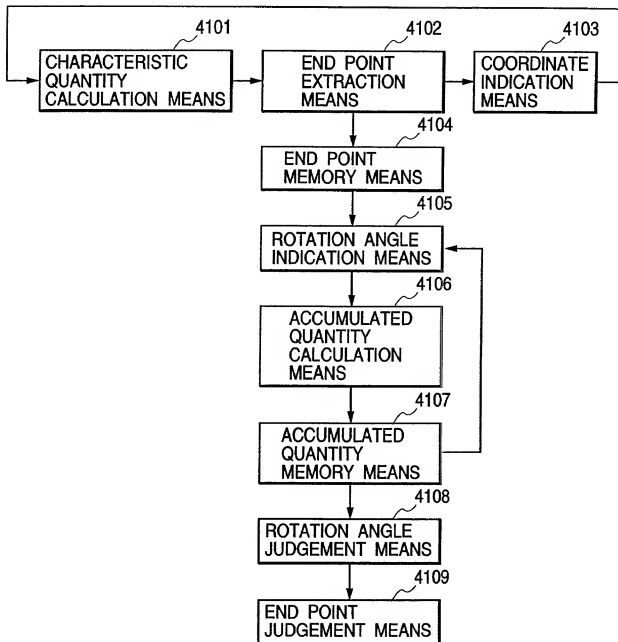 4101
CHARACTERISTIC
QUANTITY
CALCULATION MEANS
4102
END POINT
EXTRACTION
MEANS
4103
COORDINATE
INDICATION
MEANS
4104
END POINT
MEMORY MEANS
4105
ROTATION ANGLE
INDICATION MEANS
4106
ACCUMULATED
QUANTITY
CALCULATION
MEANS
4107
ACCUMULATED
QUANTITY
MEMORY MEANS
4108
ROTATION ANGLE
JUDGEMENT MEANS
4109
END POINT
JUDGEMENT MEANS